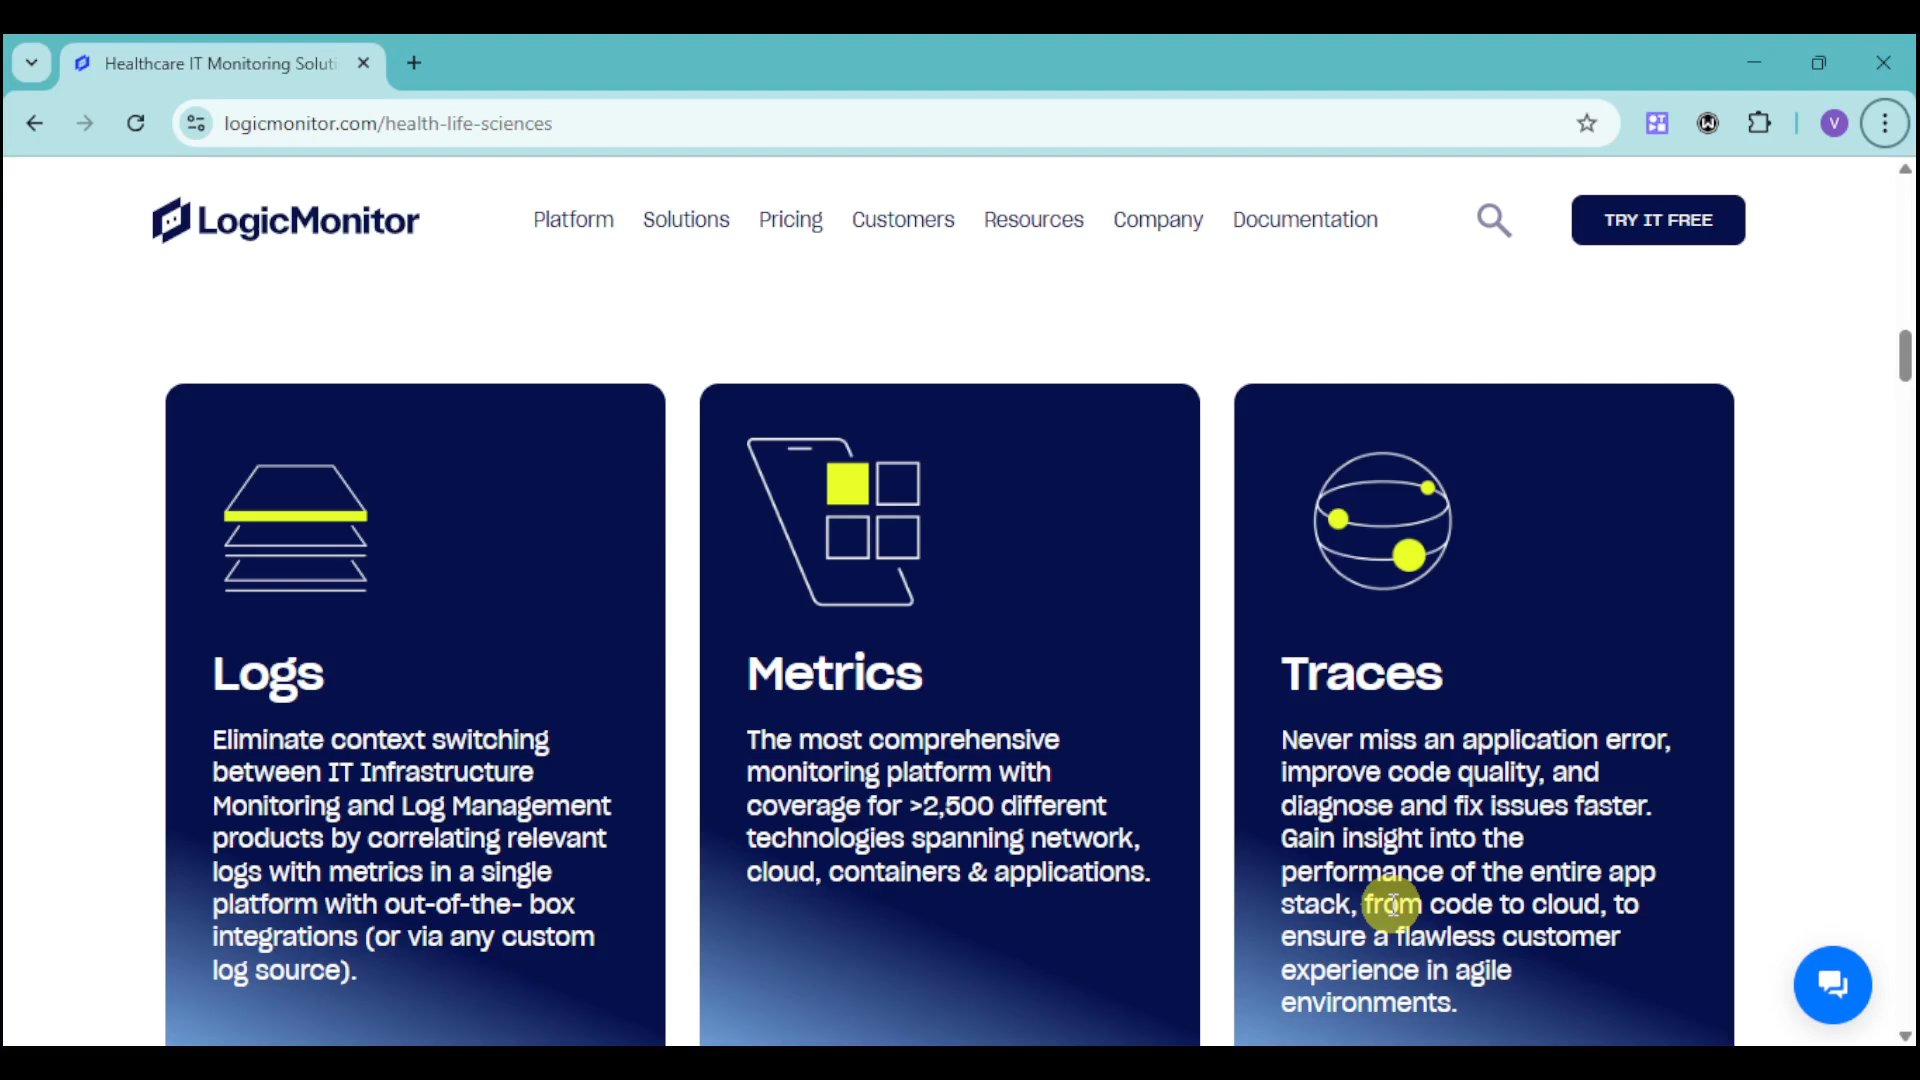 Healthcare IT Monitoring Soluti
logicmonitor.com/health-life-sciences
V
LogicMonitor
Platform
Solutions
Pricing
Customers
Resources
Company
Documentation
TRY IT FREE
Logs
Eliminate context switching
between IT Infrastructure
Monitoring and Log Management
products by correlating relevant
logs with metrics in a single
platform with out-of-the- box
integrations (or via any custom
log source).
Metrics
The most comprehensive
monitoring platform with
coverage for >2,500 different
technologies spanning network,
cloud, containers & applications.
Traces
Never miss an application error,
improve code quality, and
diagnose and fix issues faster.
Gain insight into the
performance of the entire app
stack, from code to cloud, to
ensure a flawless customer
experience in agile
environments.